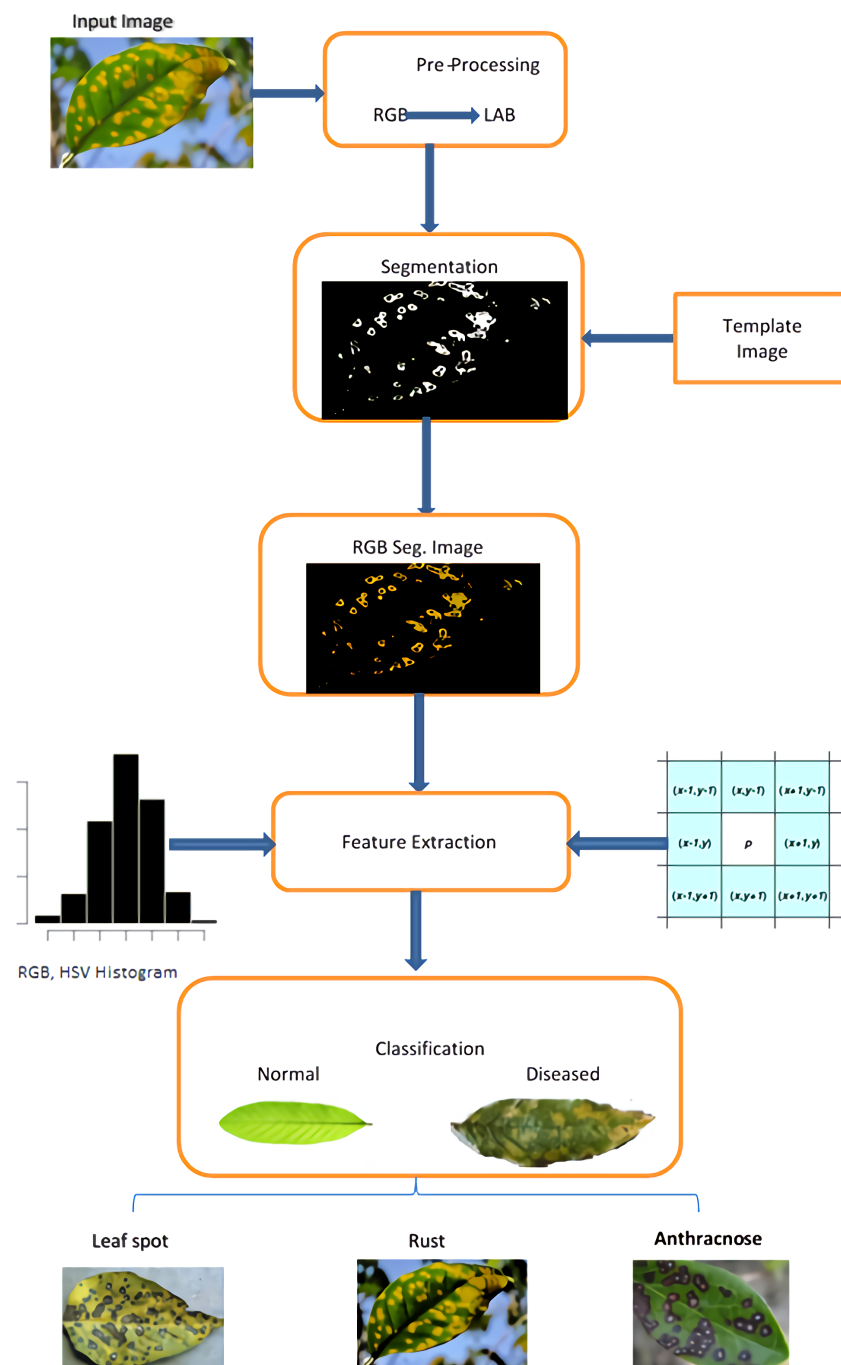 Input Image
Pre-Processing
RGB LAB
Segmentation
Template
Image
RGB Seg. Image
(x-1,y-1) (x,y-1) (x+1,y-1)
Feature Extraction
(x-1,y) p (x+1,y)
(x-1,y+1) (x,y+1) (x+1,y+1)
RGB, HSV Histogram
Classification
Normal Diseased
Leaf spot Rust Anthracnose